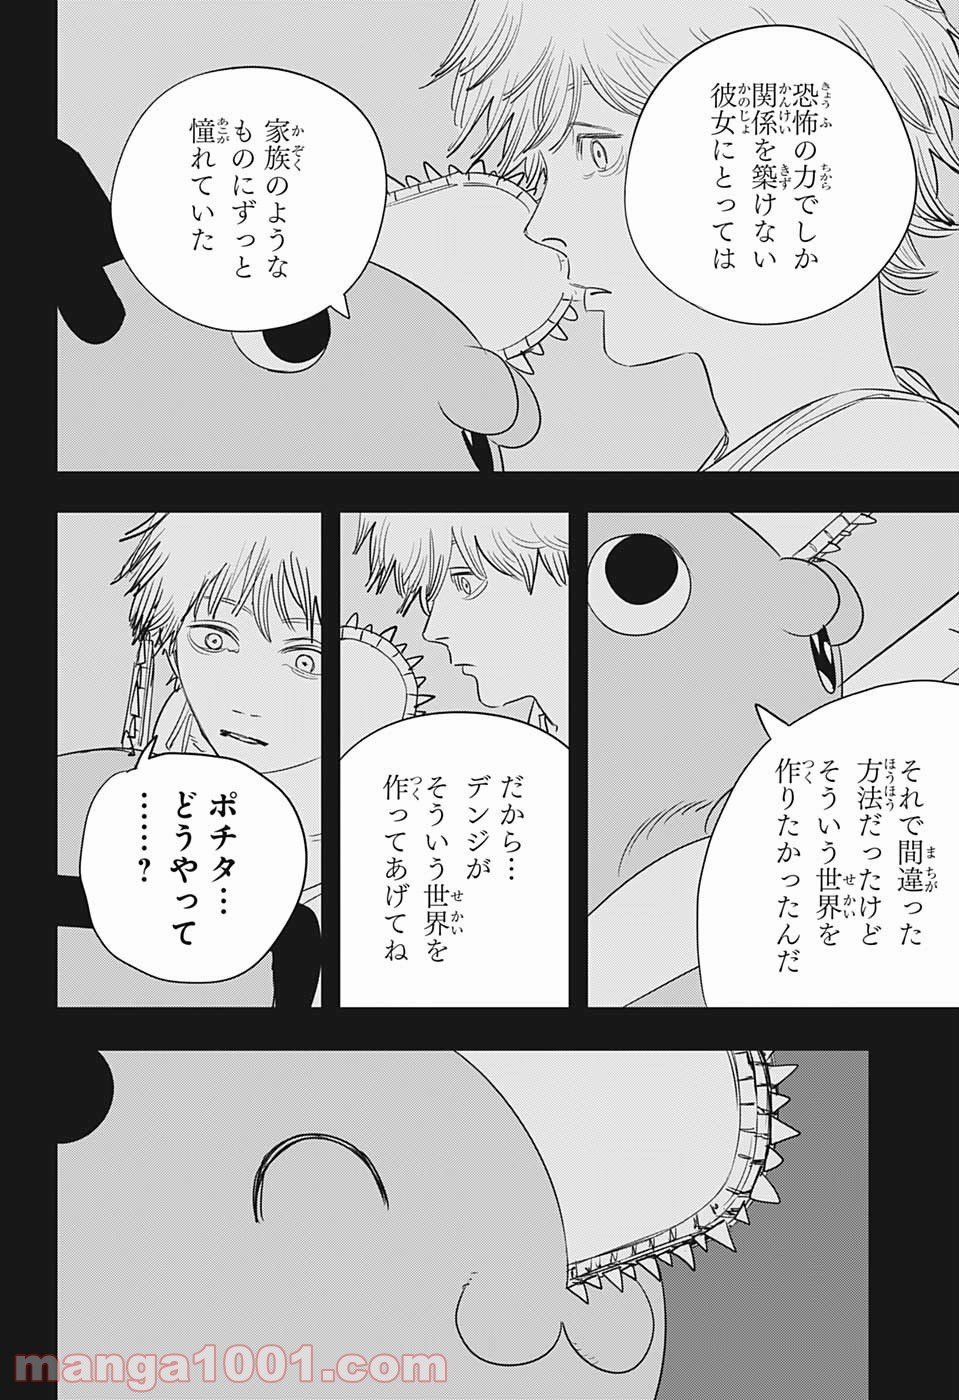 恐怖の力でしか
関係を築けない
彼女にとっては
家族のような
ものにずっと
憧れていた
それで間違った
方法だったけど
そういう世界を
作りたかったんだ
だから…
デンジが
そういう世界を
作ってあげてね
ポチタ…
どうやって
……?
manga1001.com